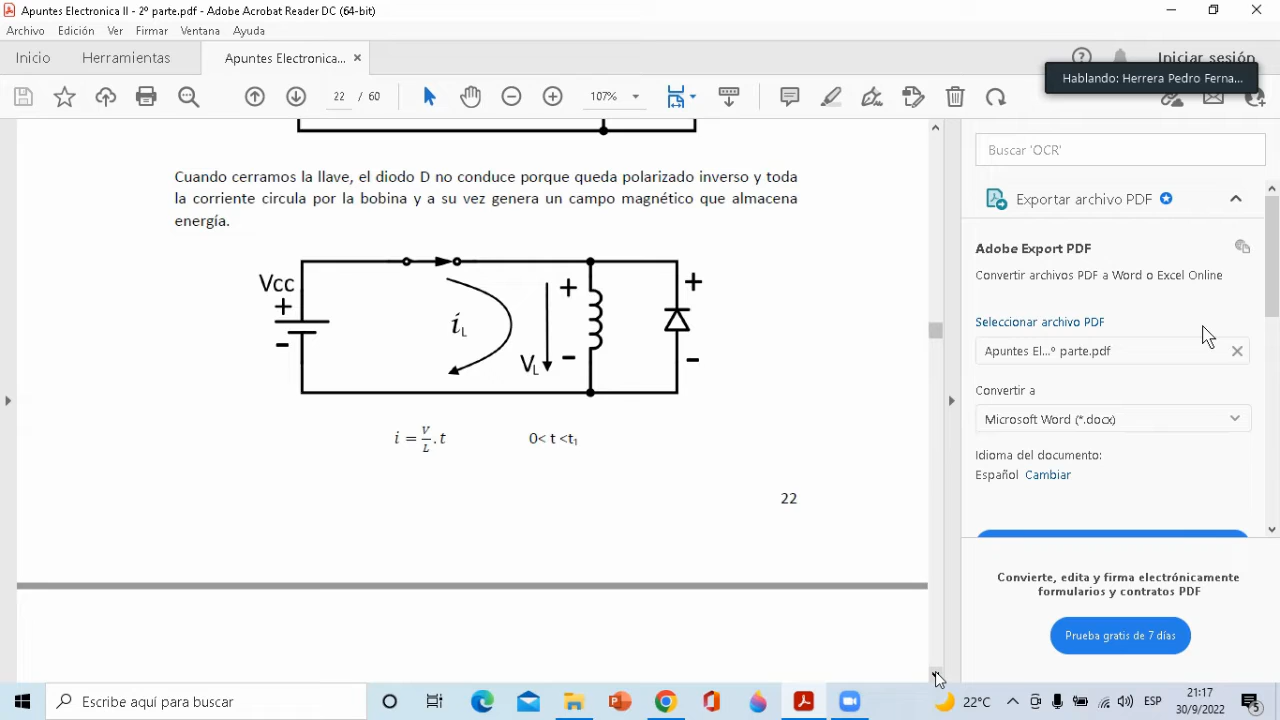 Apuntes Electronica II - 2º parte.pdf - Adobe Acrobat Reader DC (64-bit)
Archivo Edición Ver Firmar Ventana Ayuda
Inicio Herramientas Apuntes Electronica... × Iniciar sesión
Hablando: Herrera Pedro Ferna...
22 / 60 107%
Buscar 'OCR'
Cuando cerramos la llave, el diodo D no conduce porque queda polarizado inverso y toda
la corriente circula por la bobina y a su vez genera un campo magnético que almacena
energía.
Vcc
+
-
i_L
V_L
+
-
+
-
i = V/L . t 0< t <t₁
22
Exportar archivo PDF
Adobe Export PDF
Convertir archivos PDF a Word o Excel Online
Seleccionar archivo PDF
Apuntes El...º parte.pdf
Convertir a
Microsoft Word (*.docx)
Idioma del documento:
Español Cambiar
Convierte, edita y firma electrónicamente
formularios y contratos PDF
Prueba gratis de 7 días
Escribe aquí para buscar
22°C ESP
21:17
30/9/2022
5